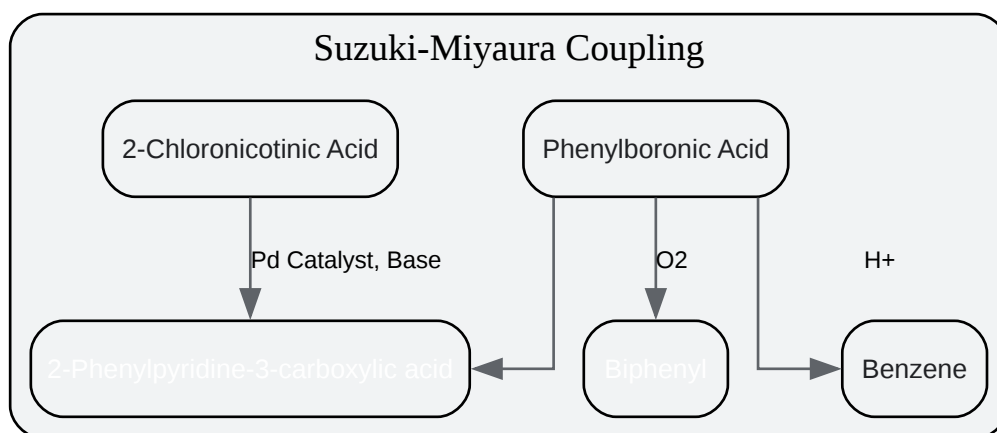 Suzuki-Miyaura Coupling
2-Chloronicotinic Acid
Phenylboronic Acid
Pd Catalyst, Base
O2
H+
2-Phenylpyridine-3-carboxylic acid
Biphenyl
Benzene